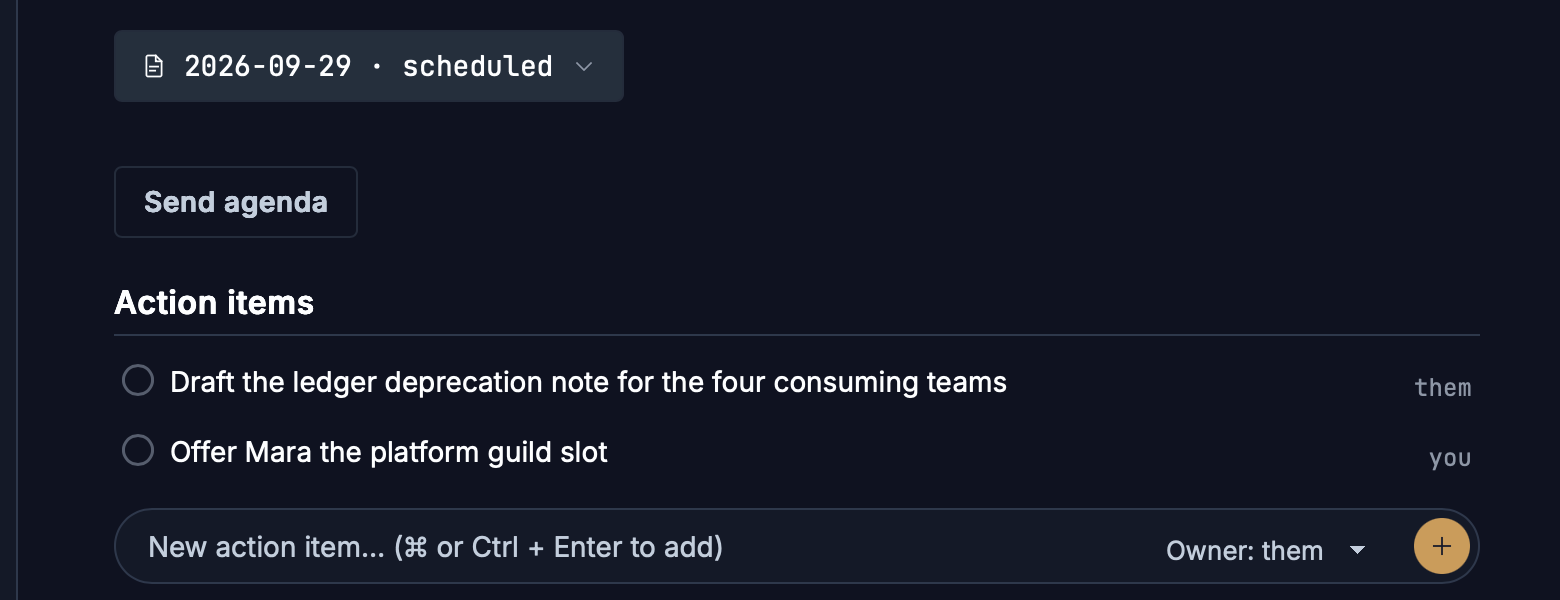 2026-09-29 · scheduled
Send agenda
Action items
Draft the ledger deprecation note for the four consuming teams them
Offer Mara the platform guild slot you
New action item... (⌘ or Ctrl + Enter to add) Owner: them